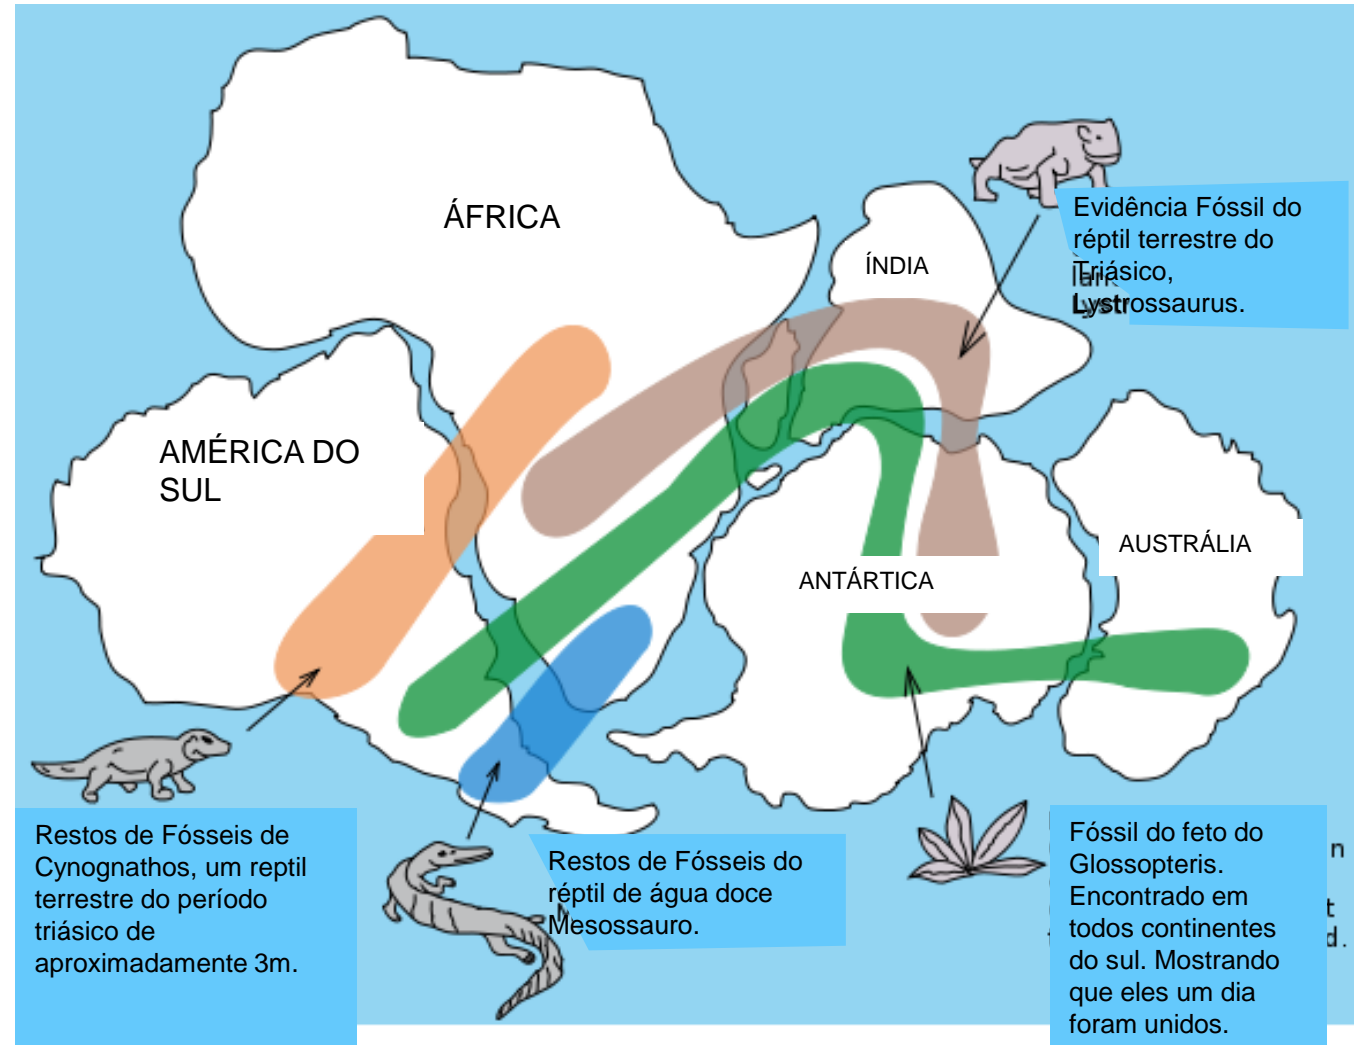 ÁFRICA
ÍNDIA
Evidência Fóssil do
réptil terrestre do
Triásico,
Lystrossaurus.
AMÉRICA DO
SUL
AUSTRÁLIA
ANTÁRTICA
Restos de Fósseis de
Cynognathos, um reptil
terrestre do período
triásico de
aproximadamente 3m.
Restos de Fósseis do
réptil de água doce
Mesossauro.
Fóssil do feto do
Glossopteris.
Encontrado em
todos continentes
do sul. Mostrando
que eles um dia
foram unidos.